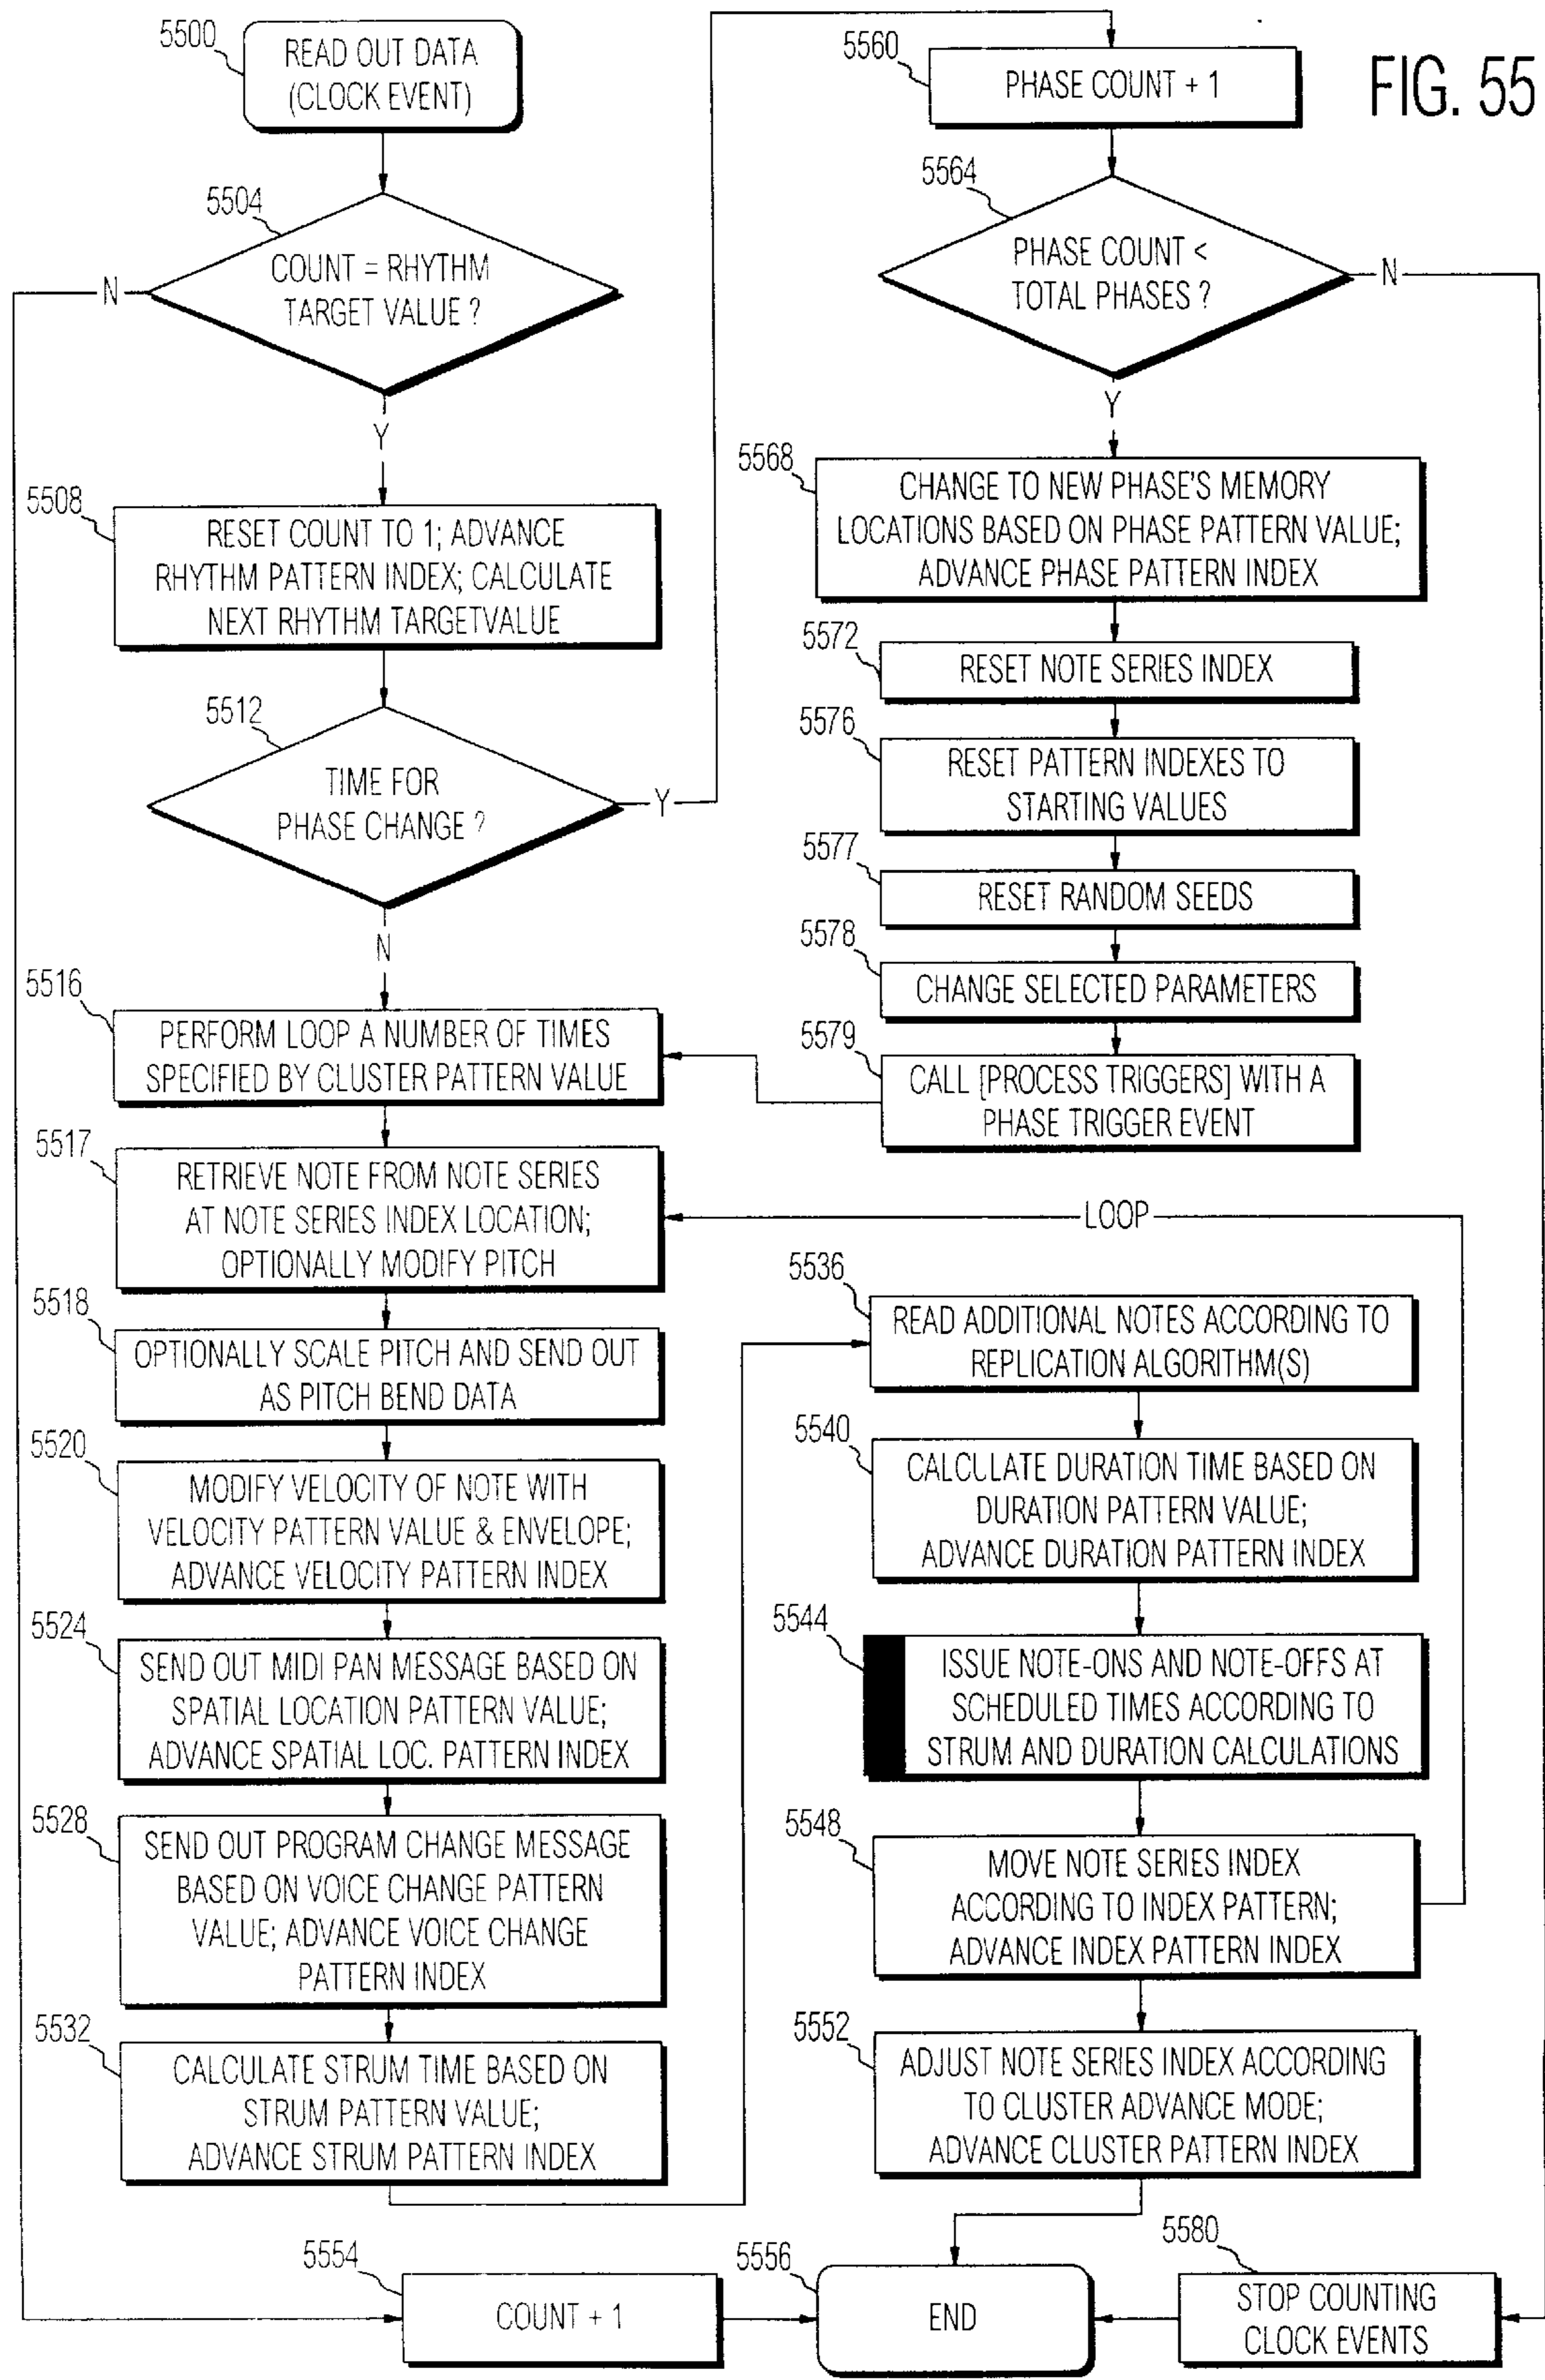 FIG. 55
5500
READ OUT DATA
(CLOCK EVENT)
5504
COUNT = RHYTHM
TARGET VALUE ?
N
Y
5508
RESET COUNT TO 1; ADVANCE
RHYTHM PATTERN INDEX; CALCULATE
NEXT RHYTHM TARGETVALUE
5512
TIME FOR
PHASE CHANGE ?
Y
N
5516
PERFORM LOOP A NUMBER OF TIMES
SPECIFIED BY CLUSTER PATTERN VALUE
5517
RETRIEVE NOTE FROM NOTE SERIES
AT NOTE SERIES INDEX LOCATION;
OPTIONALLY MODIFY PITCH
5518
OPTIONALLY SCALE PITCH AND SEND OUT
AS PITCH BEND DATA
5520
MODIFY VELOCITY OF NOTE WITH
VELOCITY PATTERN VALUE & ENVELOPE;
ADVANCE VELOCITY PATTERN INDEX
5524
SEND OUT MIDI PAN MESSAGE BASED ON
SPATIAL LOCATION PATTERN VALUE;
ADVANCE SPATIAL LOC. PATTERN INDEX
5528
SEND OUT PROGRAM CHANGE MESSAGE
BASED ON VOICE CHANGE PATTERN
VALUE; ADVANCE VOICE CHANGE
PATTERN INDEX
5532
CALCULATE STRUM TIME BASED ON
STRUM PATTERN VALUE;
ADVANCE STRUM PATTERN INDEX
5554
COUNT + 1
5556
END
5560
PHASE COUNT + 1
5564
PHASE COUNT <
TOTAL PHASES ?
N
Y
5568
CHANGE TO NEW PHASE'S MEMORY
LOCATIONS BASED ON PHASE PATTERN VALUE;
ADVANCE PHASE PATTERN INDEX
5572
RESET NOTE SERIES INDEX
5576
RESET PATTERN INDEXES TO
STARTING VALUES
5577
RESET RANDOM SEEDS
5578
CHANGE SELECTED PARAMETERS
5579
CALL [PROCESS TRIGGERS] WITH A
PHASE TRIGGER EVENT
LOOP
5536
READ ADDITIONAL NOTES ACCORDING TO
REPLICATION ALGORITHM(S)
5540
CALCULATE DURATION TIME BASED ON
DURATION PATTERN VALUE;
ADVANCE DURATION PATTERN INDEX
5544
ISSUE NOTE-ONS AND NOTE-OFFS AT
SCHEDULED TIMES ACCORDING TO
STRUM AND DURATION CALCULATIONS
5548
MOVE NOTE SERIES INDEX
ACCORDING TO INDEX PATTERN;
ADVANCE INDEX PATTERN INDEX
5552
ADJUST NOTE SERIES INDEX ACCORDING
TO CLUSTER ADVANCE MODE;
ADVANCE CLUSTER PATTERN INDEX
5580
STOP COUNTING
CLOCK EVENTS